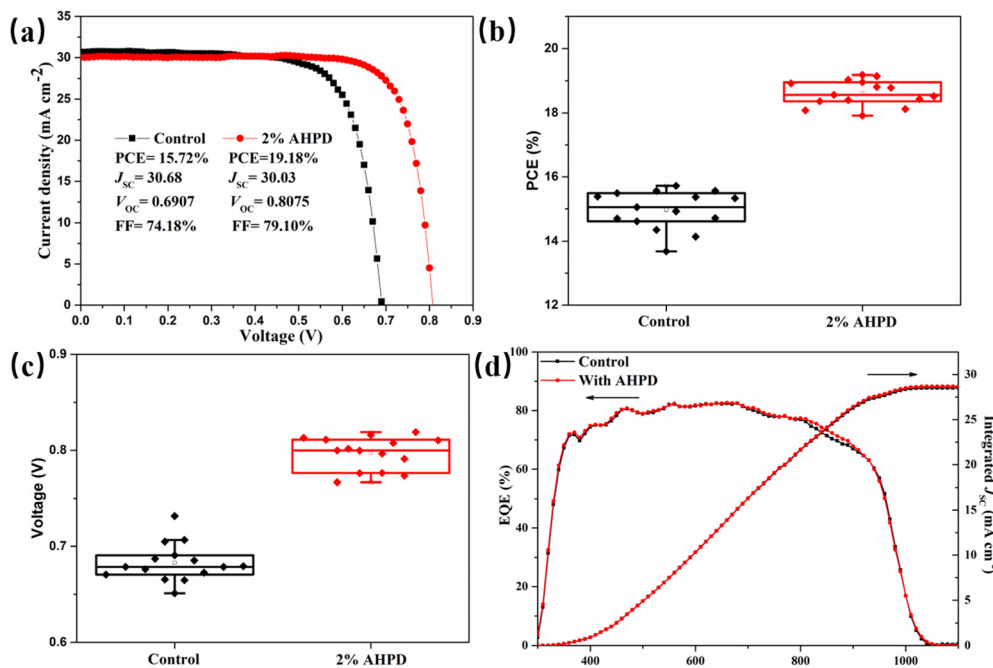 (a)
35
30
25
20
15
10
5
0
Current density (mA cm⁻²)
Control 2% AHPD
PCE= 15.72% PCE=19.18%
JSC = 30.68 JSC = 30.03
VOC = 0.6907 VOC = 0.8075
FF= 74.18% FF= 79.10%
0.0 0.1 0.2 0.3 0.4 0.5 0.6 0.7 0.8 0.9
Voltage (V)
(b)
20
18
16
14
12
PCE (%)
Control 2% AHPD
(c)
0.9
0.8
0.7
0.6
Voltage (V)
Control 2% AHPD
(d)
100
80
60
40
20
0
EQE (%)
Control
With AHPD
30
25
20
15
10
5
0
Integrated JSC (mA cm⁻)
400 600 800 1000